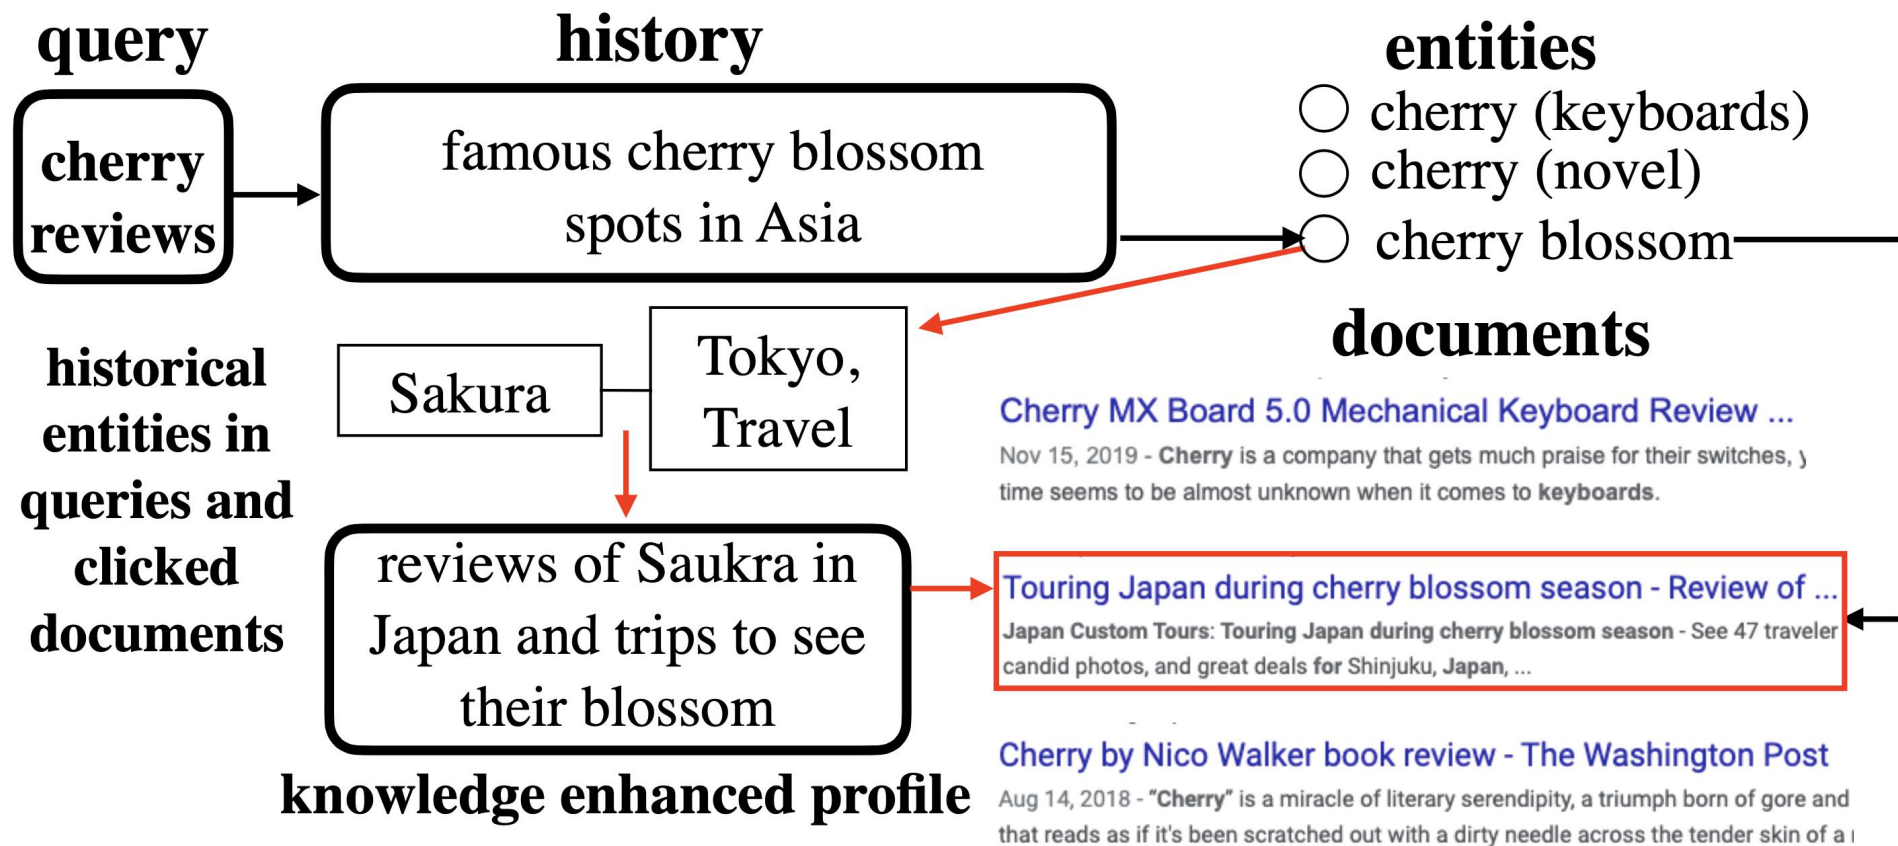 query
history
entities
cherry
reviews
famous cherry blossom
spots in Asia
cherry (keyboards)
cherry (novel)
cherry blossom
historical
entities in
queries and
clicked
documents
Sakura
Tokyo,
Travel
reviews of Saukra in
Japan and trips to see
their blossom
knowledge enhanced profile
documents
Cherry MX Board 5.0 Mechanical Keyboard Review ...
Nov 15, 2019 - Cherry is a company that gets much praise for their switches,
time seems to be almost unknown when it comes to keyboards.
Touring Japan during cherry blossom season - Review of ...
Japan Custom Tours: Touring Japan during cherry blossom season - See 47 traveler
candid photos, and great deals for Shinjuku, Japan, ...
Cherry by Nico Walker book review - The Washington Post
Aug 14, 2018 - "Cherry" is a miracle of literary serendipity, a triumph born of gore and
that reads as if it's been scratched out with a dirty needle across the tender skin of a